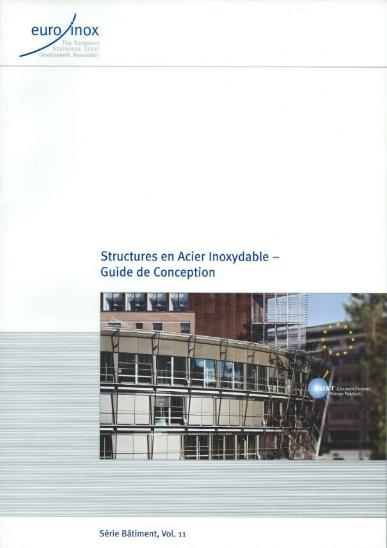 euro inox
The European
Stainless Steel
Development Association
Structures en Acier Inoxydable –
Guide de Conception
Série Bâtiment, Vol. 11